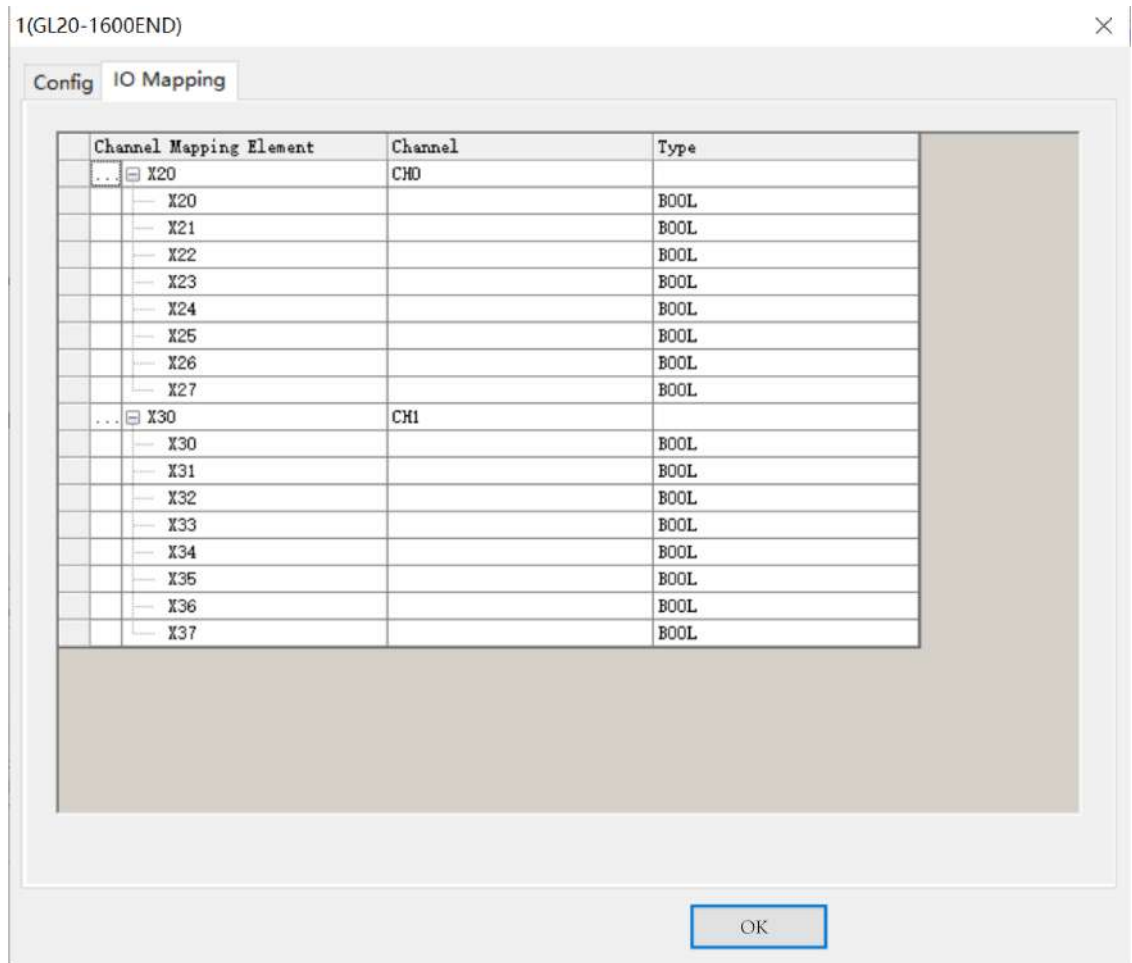 1(GL20-1600END)
Config IO Mapping
Channel Mapping Element Channel Type
... X20 CH0
X20 BOOL
X21 BOOL
X22 BOOL
X23 BOOL
X24 BOOL
X25 BOOL
X26 BOOL
X27 BOOL
... X30 CH1
X30 BOOL
X31 BOOL
X32 BOOL
X33 BOOL
X34 BOOL
X35 BOOL
X36 BOOL
X37 BOOL
OK